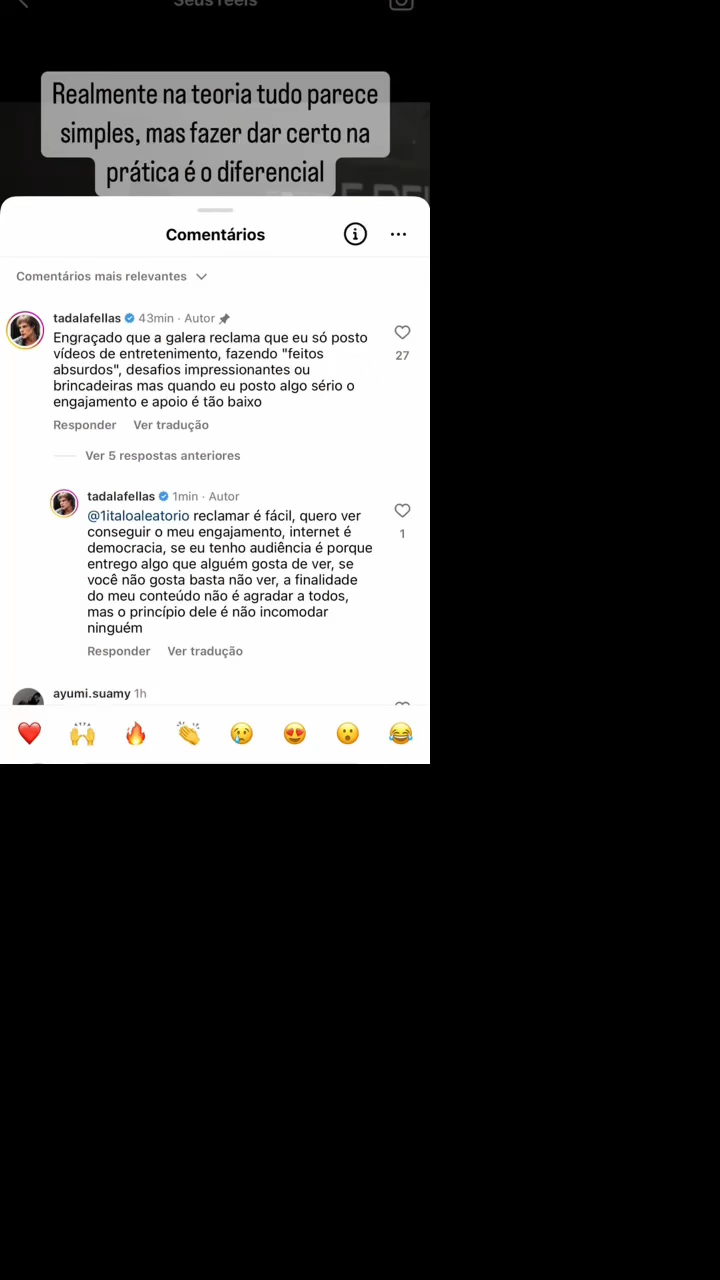 Seus reels
Realmente na teoria tudo parece
simples, mas fazer dar certo na
prática é o diferencial
Comentários
Comentários mais relevantes
tadalafellas 43min · Autor
Engraçado que a galera reclama que eu só posto
vídeos de entretenimento, fazendo "feitos
absurdos", desafios impressionantes ou
brincadeiras mas quando eu posto algo sério o
engajamento e apoio é tão baixo
27
Responder Ver tradução
Ver 5 respostas anteriores
tadalafellas 1min · Autor
@1italoaleatorio reclamar é fácil, quero ver
conseguir o meu engajamento, internet é
democracia, se eu tenho audiência é porque
entrego algo que alguém gosta de ver, se
você não gosta basta não ver, a finalidade
do meu conteúdo não é agradar a todos,
mas o princípio dele é não incomodar
ninguém
1
Responder Ver tradução
ayumi.suamy 1h